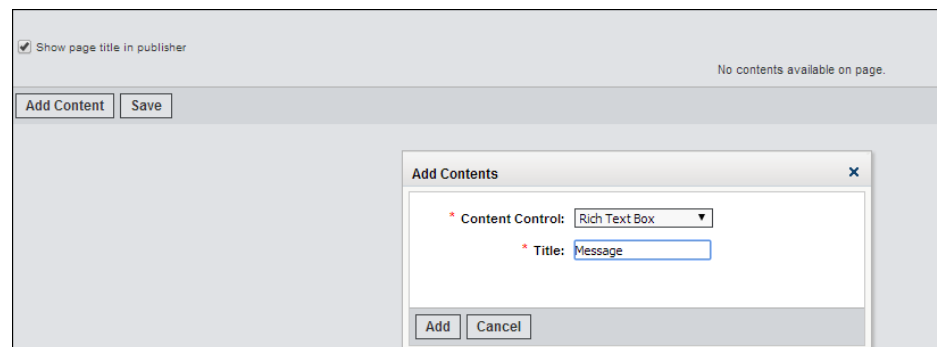 Show page title in publisher
No contents available on page.
Add Content Save
Add Contents ×
* Content Control: Rich Text Box ▼
* Title: Message
Add Cancel